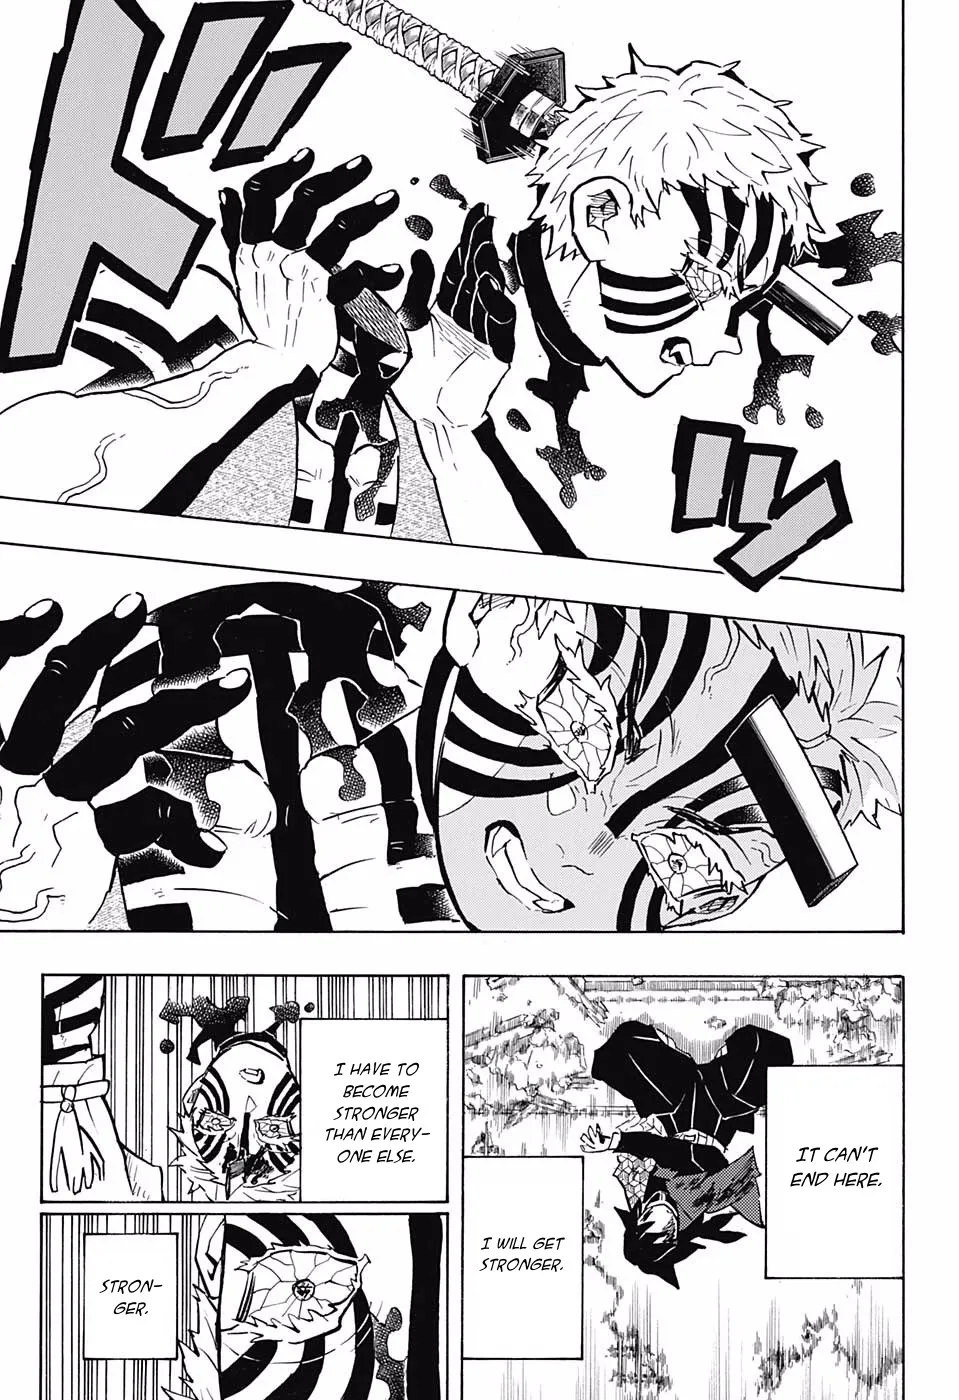 ドドッ
IT CAN'T
END HERE.
I WILL GET
STRONGER.
I HAVE TO
BECOME
STRONGER
THAN EVERY-
ONE ELSE.
STRON-
GER.